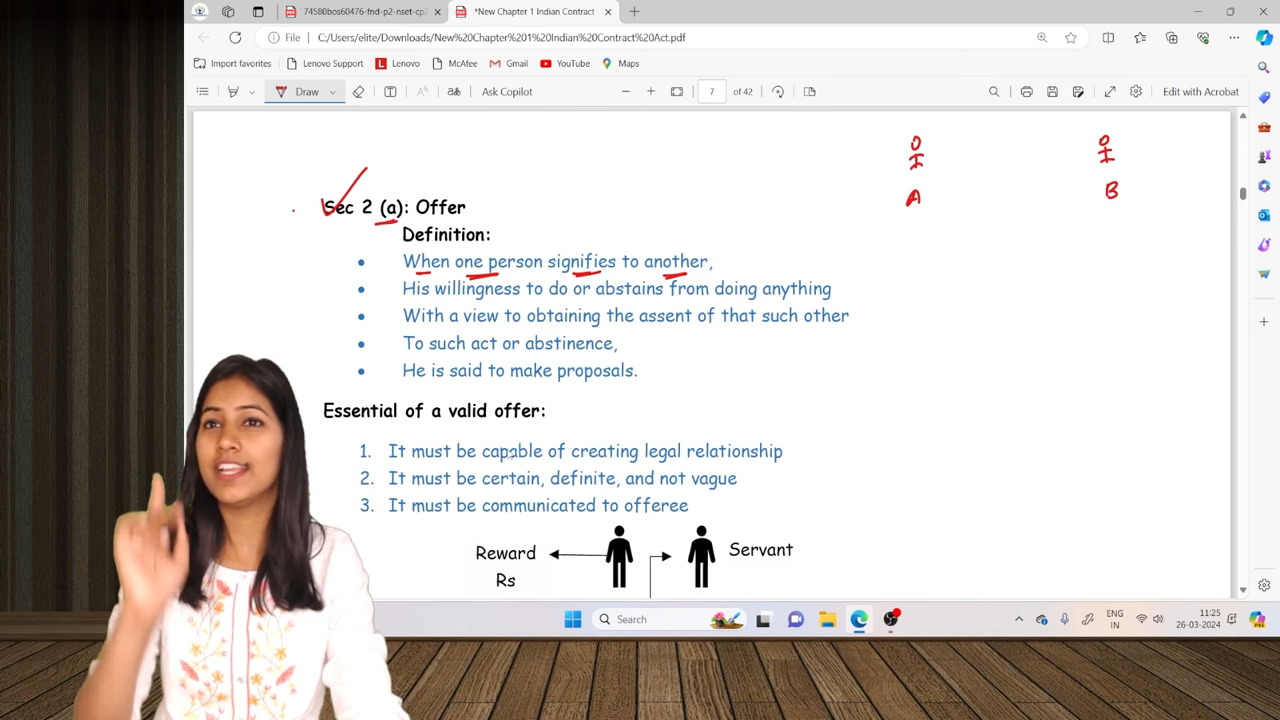 74580bos60476-fnd-p2-nset-cp2
*New Chapter 1 Indian Contract
File
C:/Users/elite/Downloads/New%20Chapter%201%20Indian%20Contract%20Act.pdf
Import favorites
Lenovo Support
Lenovo
McAfee
Gmail
YouTube
Maps
Draw
Ask Copilot
7
of 42
Edit with Acrobat
A
B
Sec 2 (a): Offer
Definition:
• When one person signifies to another,
• His willingness to do or abstains from doing anything
• With a view to obtaining the assent of that such other
• To such act or abstinence,
• He is said to make proposals.
Essential of a valid offer:
1. It must be capable of creating legal relationship
2. It must be certain, definite, and not vague
3. It must be communicated to offeree
Reward
Rs
Servant
Search
ENG
IN
11:25
26-03-2024